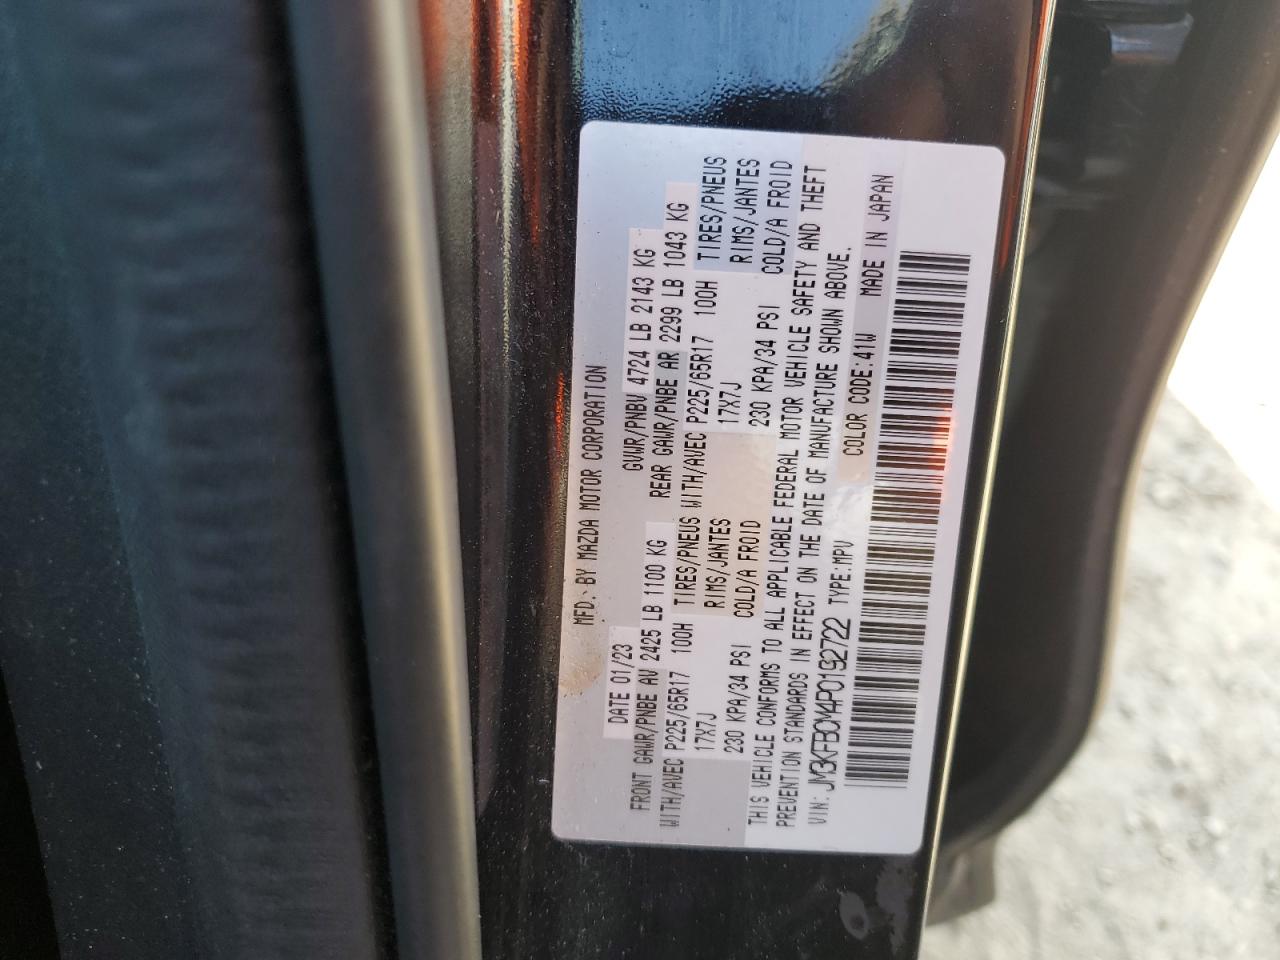 MFD. BY MAZDA MOTOR CORPORATION
DATE 01/23 GVWR/PNBV 4724 LB 2143 KG
FRONT GAWR/PNBE AV 2425 LB 1100 KG REAR GAWR/PNBE AR 2299 LB 1043 KG
WITH/AVEC P225/65R17 100H TIRES/PNEUS WITH/AVEC P225/65R17 100H TIRES/PNEUS
17X7J RIMS/JANTES 17X7J RIMS/JANTES
230 KPA/34 PSI COLD/A FROID 230 KPA/34 PSI COLD/A FROID
THIS VEHICLE CONFORMS TO ALL APPLICABLE FEDERAL MOTOR VEHICLE SAFETY AND THEFT
PREVENTION STANDARDS IN EFFECT ON THE DATE OF MANUFACTURE SHOWN ABOVE.
VIN: JM3KFBCM4P0192722 TYPE:MPV COLOR CODE:41W MADE IN JAPAN